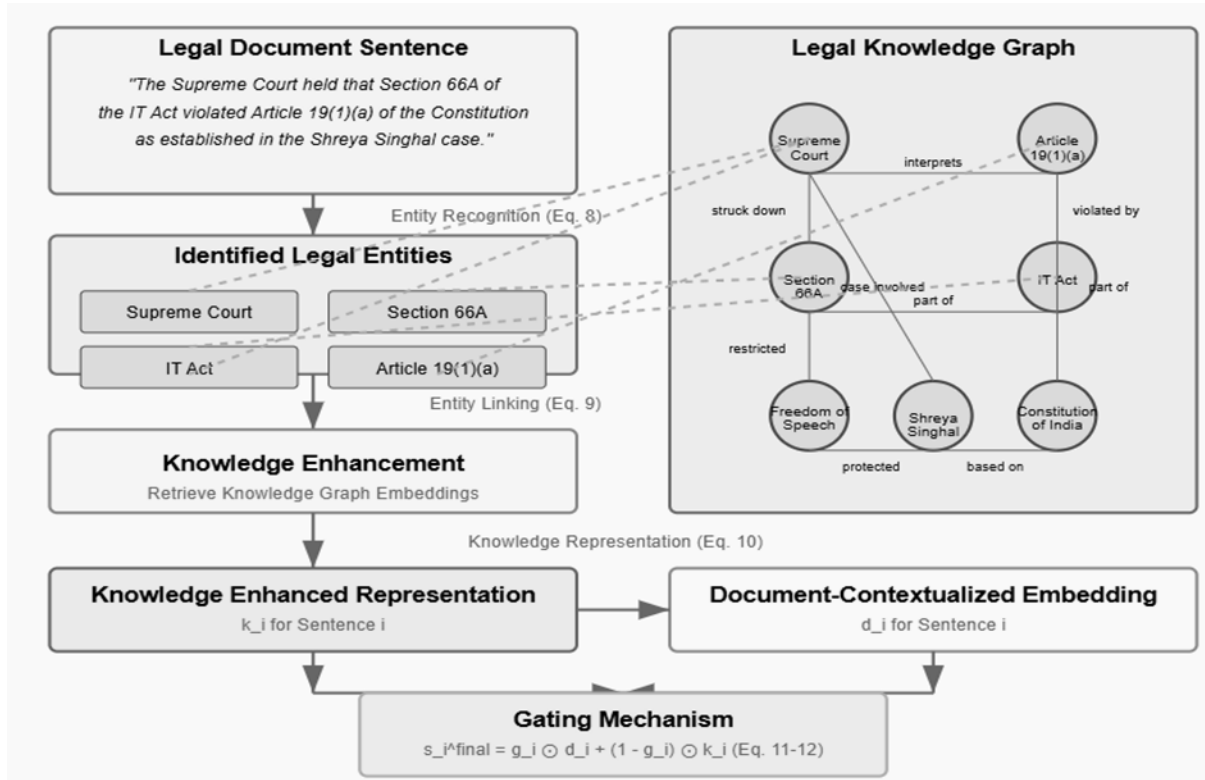 Legal Document Sentence
"The Supreme Court held that Section 66A of
the IT Act violated Article 19(1)(a) of the Constitution
as established in the Shreya Singhal case."
Entity Recognition (Eq. 8)
Identified Legal Entities
Supreme Court
Section 66A
IT Act
Article 19(1)(a)
Entity Linking (Eq. 9)
Knowledge Enhancement
Retrieve Knowledge Graph Embeddings
Knowledge Representation (Eq. 10)
Knowledge Enhanced Representation
k_i for Sentence i
Legal Knowledge Graph
Supreme
Court
Article
19(1)(a)
interprets
struck down
violated by
Section
66A
case involved
part of
IT Act
part of
restricted
Freedom of
Speech
Shreya
Singhal
Constitution
of India
protected
based on
Document-Contextualized Embedding
d_i for Sentence i
Gating Mechanism
s_i^final = g_i ⊙ d_i + (1 - g_i) ⊙ k_i (Eq. 11-12)